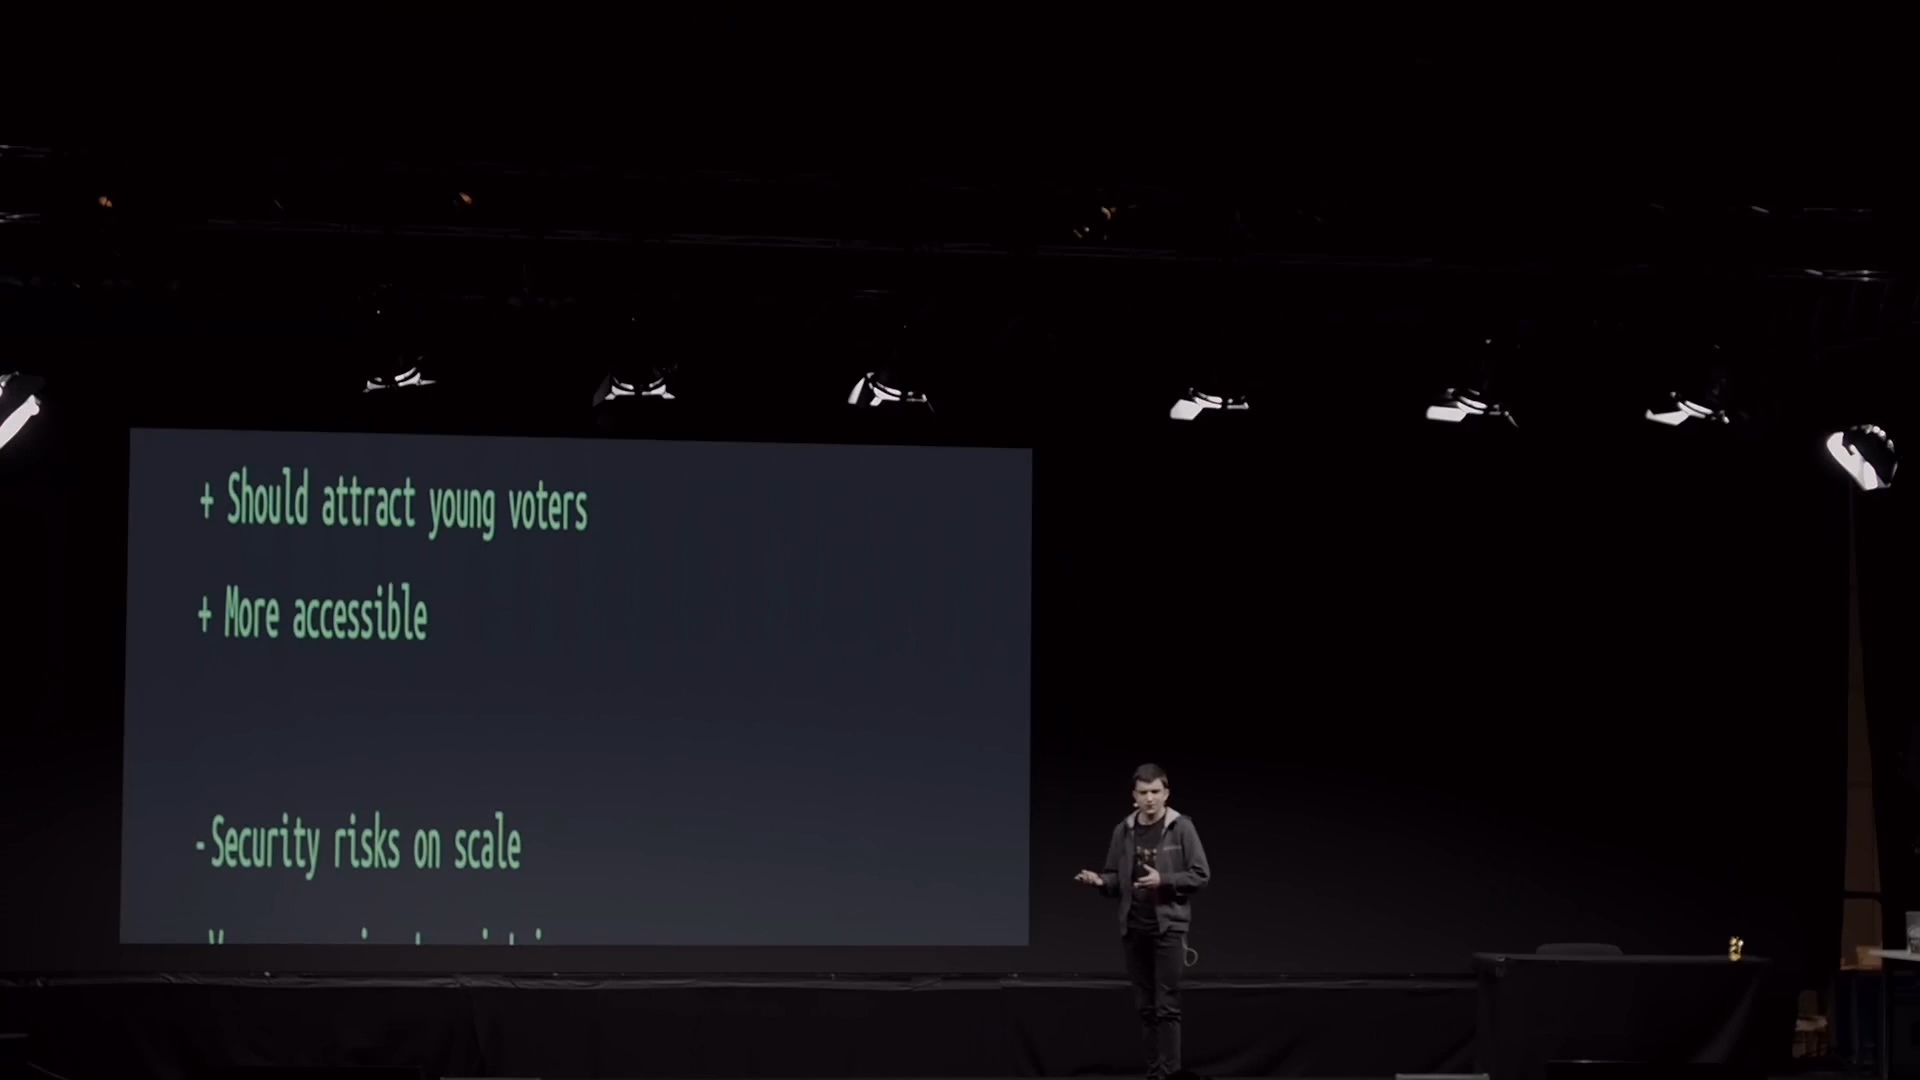 + Should attract young voters
+ More accessible
-Security risks on scale